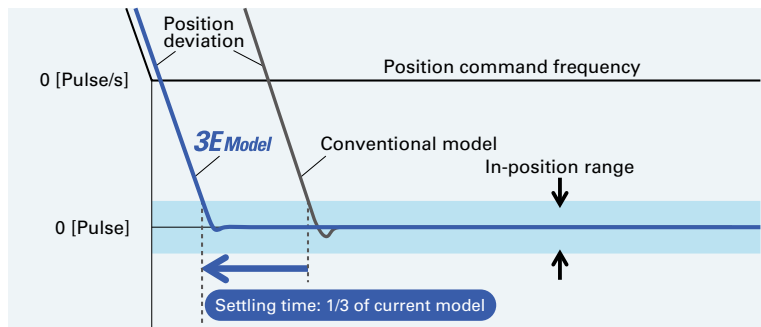 Position
deviation
Position command frequency
0 [Pulse/s]
3E Model
Conventional model
In-position range
0 [Pulse]
Settling time: 1/3 of current model